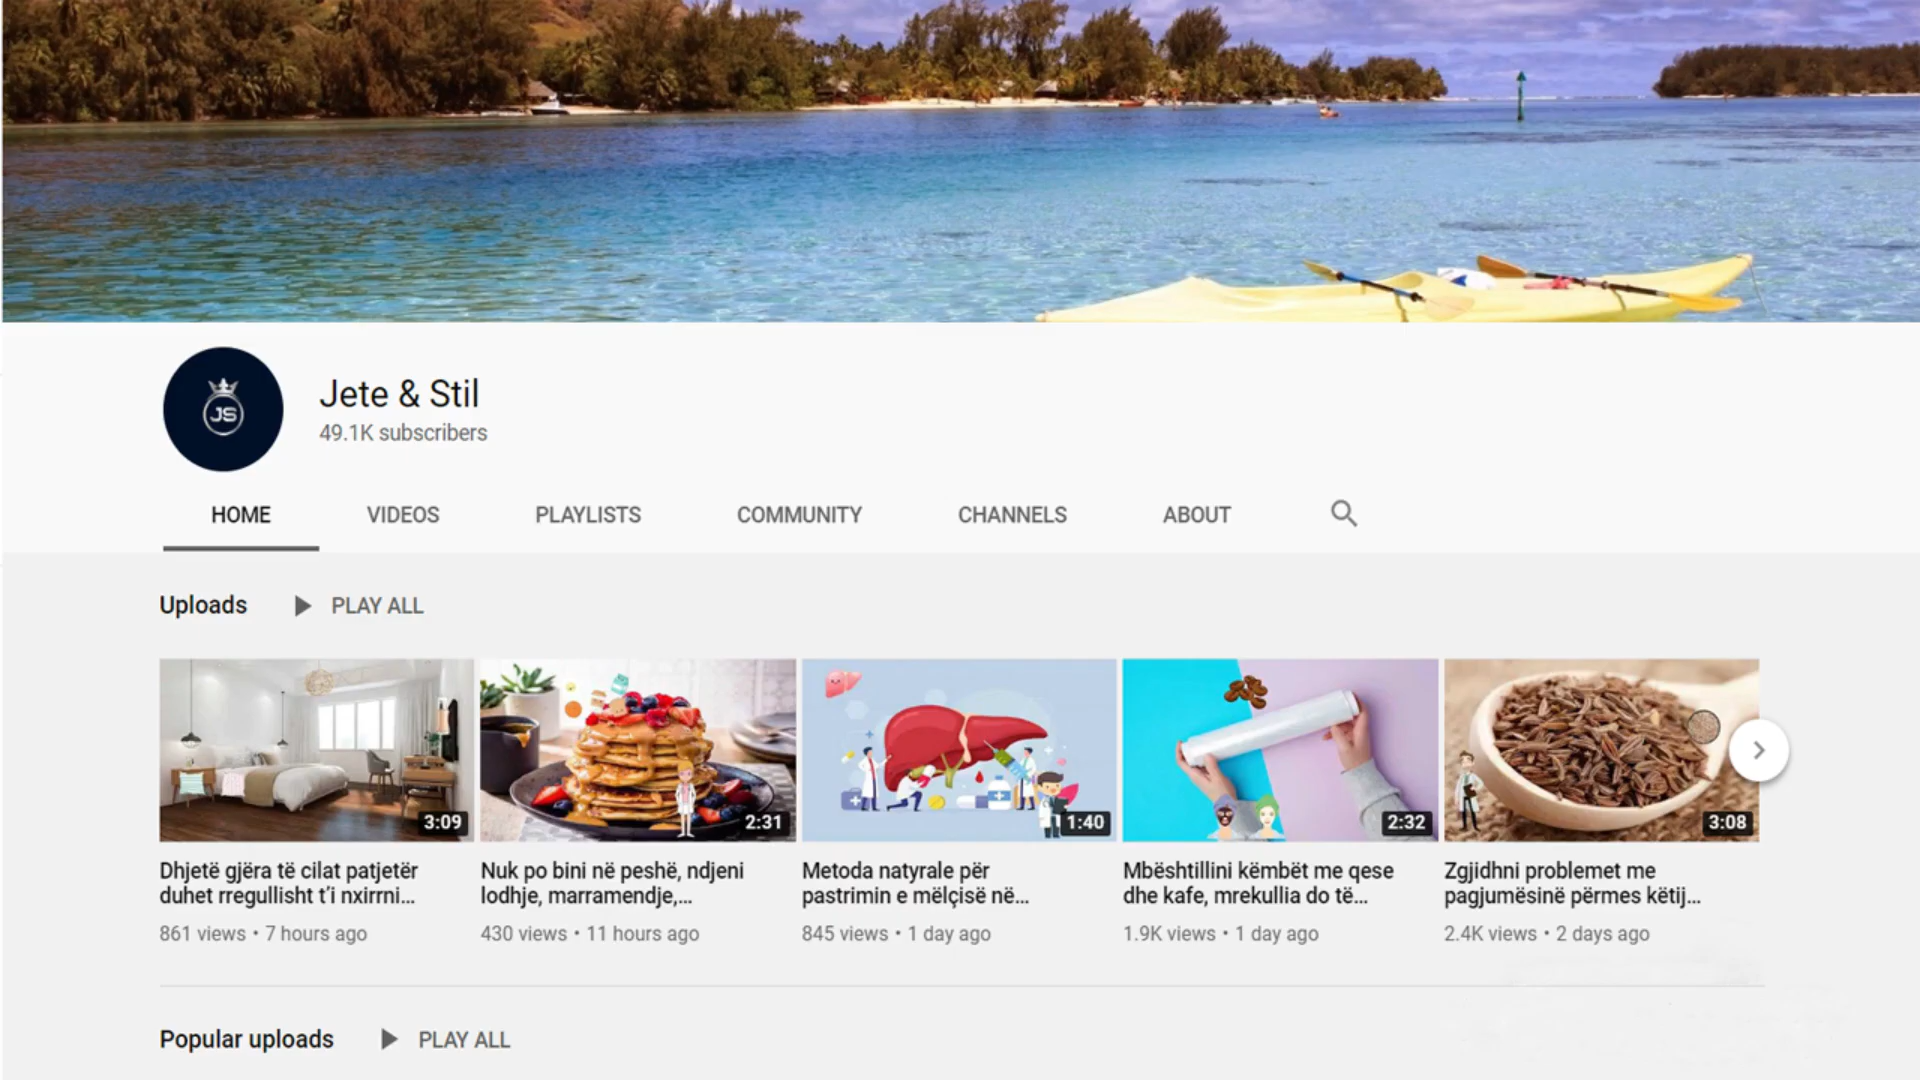 JS
Jete & Stil
49.1K subscribers
HOME VIDEOS PLAYLISTS COMMUNITY CHANNELS ABOUT
Uploads PLAY ALL
3:09 2:31 1:40 2:32 3:08
Dhjetë gjëra të cilat patjetër
duhet rregullisht t'i nxirrni...
861 views • 7 hours ago
Nuk po bini në peshë, ndjeni
lodhje, marramendje,...
430 views • 11 hours ago
Metoda natyrale për
pastrimin e mëlçisë në...
845 views • 1 day ago
Mbështillini këmbët me qese
dhe kafe, mrekullia do të...
1.9K views • 1 day ago
Zgjidhni problemet me
pagjumësinë përmes këtij...
2.4K views • 2 days ago
Popular uploads PLAY ALL